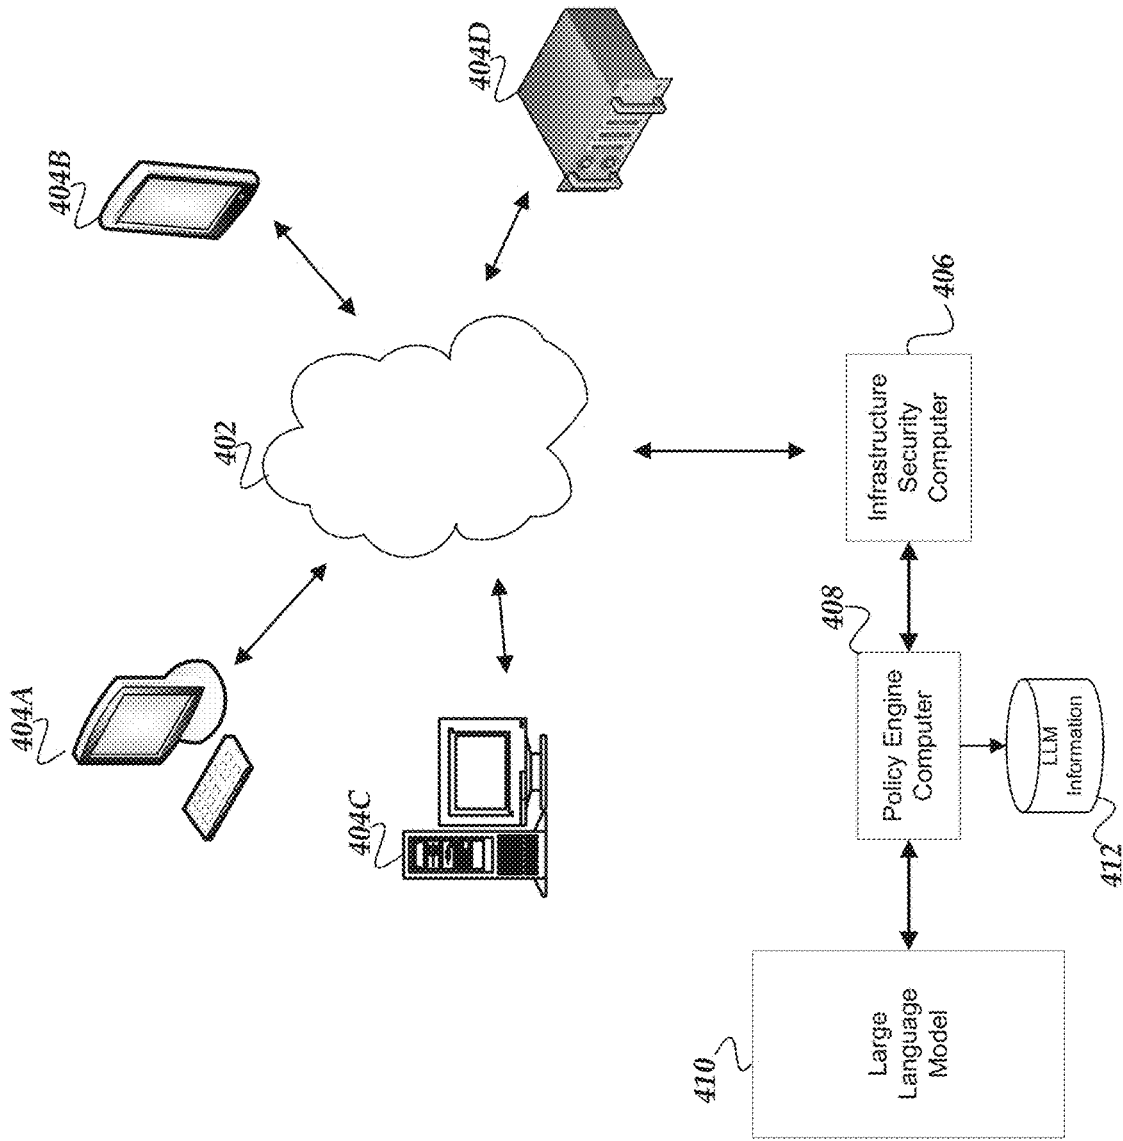 404A
404B
404C
404D
402
410
Large
Language
Model
408
Policy Engine
Computer
Infrastructure
Security
Computer
406
LLM
Information
412